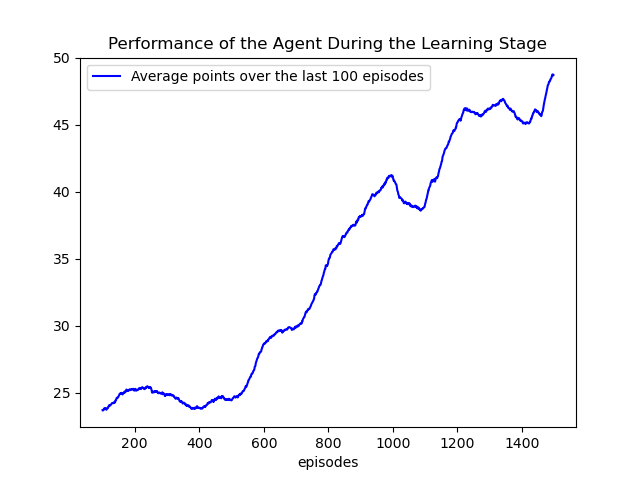 Performance of the Agent During the Learning Stage
Average points over the last 100 episodes
50
45
40
35
30
25
200 400 600 800 1000 1200 1400
episodes